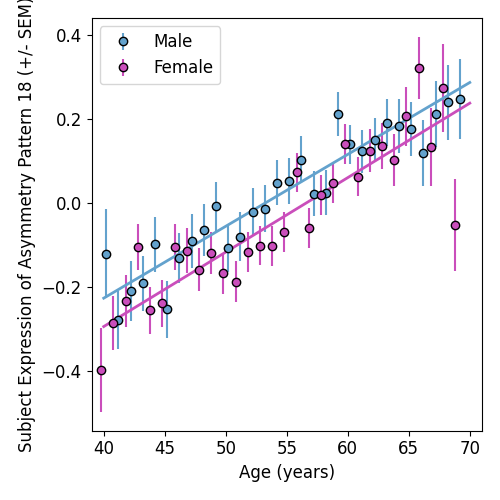 Subject Expression of Asymmetry Pattern 18 (+/- SEM)
0.4
0.2
0.0
−0.2
−0.4
Male
Female
40 45 50 55 60 65 70
Age (years)